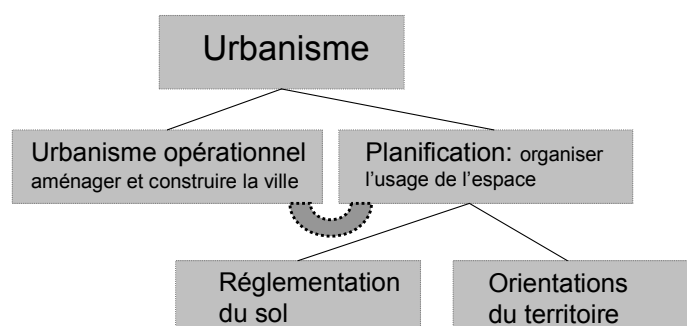 Urbanisme
Urbanisme opérationnel
aménager et construire la ville
Planification: organiser
l'usage de l'espace
Réglementation
du sol
Orientations
du territoire